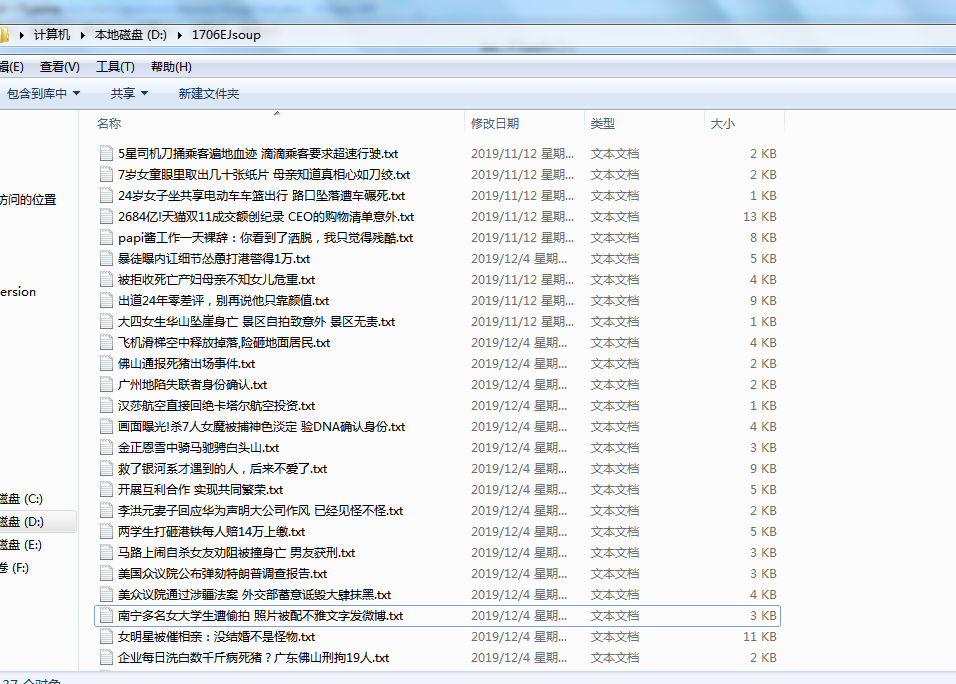 计算机 ▸ 本地磁盘 (D:) ▸ 1706EJsoup
辑(E) 查看(V) 工具(T) 帮助(H)
包含到库中 共享 新建文件夹
名称 修改日期 类型 大小
5星司机刀捅乘客遍地血迹 滴滴乘客要求超速行驶.txt 2019/11/12 星期... 文本文档 2 KB
7岁女童眼里取出几十张纸片 母亲知道真相心如刀绞.txt 2019/11/12 星期... 文本文档 2 KB
24岁女子坐共享电动车车篮出行 路口坠落遭车碾死.txt 2019/11/12 星期... 文本文档 1 KB
2684亿!天猫双11成交额创纪录 CEO的购物清单意外.txt 2019/11/12 星期... 文本文档 13 KB
papi酱工作一天裸辞：你看到了洒脱，我只觉得残酷.txt 2019/11/12 星期... 文本文档 8 KB
暴徒曝内讧细节怂恿打港警得1万.txt 2019/12/4 星期... 文本文档 5 KB
被拒收死亡产妇母亲不知女儿危重.txt 2019/11/12 星期... 文本文档 4 KB
出道24年零差评，别再说他只靠颜值.txt 2019/11/12 星期... 文本文档 9 KB
大四女生华山坠崖身亡 景区自拍致意外 景区无责.txt 2019/11/12 星期... 文本文档 1 KB
飞机滑梯空中释放掉落,险砸地面居民.txt 2019/12/4 星期... 文本文档 4 KB
佛山通报死猪出场事件.txt 2019/12/4 星期... 文本文档 2 KB
广州地陷失联者身份确认.txt 2019/12/4 星期... 文本文档 2 KB
汉莎航空直接回绝卡塔尔航空投资.txt 2019/12/4 星期... 文本文档 1 KB
画面曝光!杀7人女魔被捕神色淡定 验DNA确认身份.txt 2019/12/4 星期... 文本文档 4 KB
金正恩雪中骑马驰骋白头山.txt 2019/12/4 星期... 文本文档 3 KB
救了银河系才遇到的人，后来不爱了.txt 2019/12/4 星期... 文本文档 9 KB
开展互利合作 实现共同繁荣.txt 2019/12/4 星期... 文本文档 5 KB
李洪元妻子回应华为声明大公司作风 已经见怪不怪.txt 2019/12/4 星期... 文本文档 2 KB
两学生打砸港铁每人赔14万上缴.txt 2019/12/4 星期... 文本文档 5 KB
马路上闹自杀女友劝阻被撞身亡 男友获刑.txt 2019/12/4 星期... 文本文档 3 KB
美国众议院公布弹劾特朗普调查报告.txt 2019/12/4 星期... 文本文档 3 KB
美众议院通过涉疆法案 外交部蓄意诋毁大肆抹黑.txt 2019/12/4 星期... 文本文档 4 KB
南宁多名女大学生遭偷拍 照片被配不雅文字发微博.txt 2019/12/4 星期... 文本文档 3 KB
女明星被催相亲：没结婚不是怪物.txt 2019/12/4 星期... 文本文档 11 KB
企业每日洗白数千斤病死猪？广东佛山刑拘19人.txt 2019/12/4 星期... 文本文档 2 KB
访问的位置
ersion
磁盘 (C:)
磁盘 (D:)
磁盘 (E:)
卷 (F:)